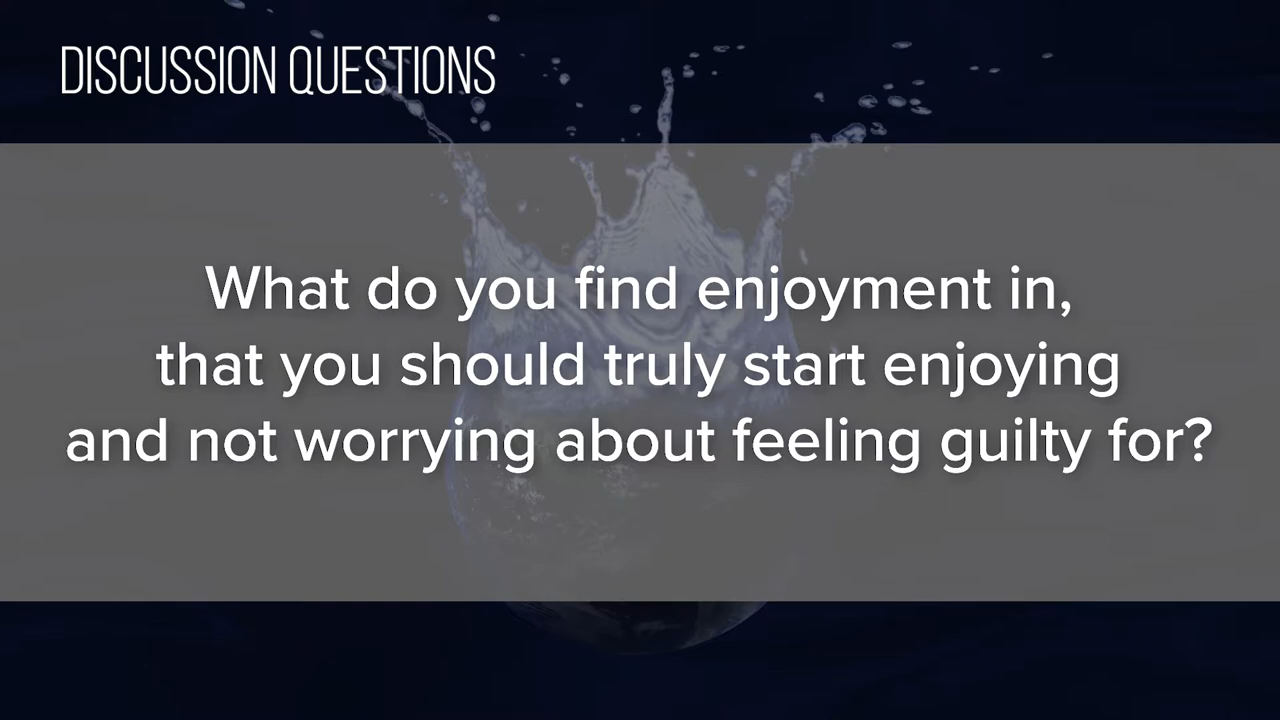 DISCUSSION QUESTIONS
What do you find enjoyment in,
that you should truly start enjoying
and not worrying about feeling guilty for?